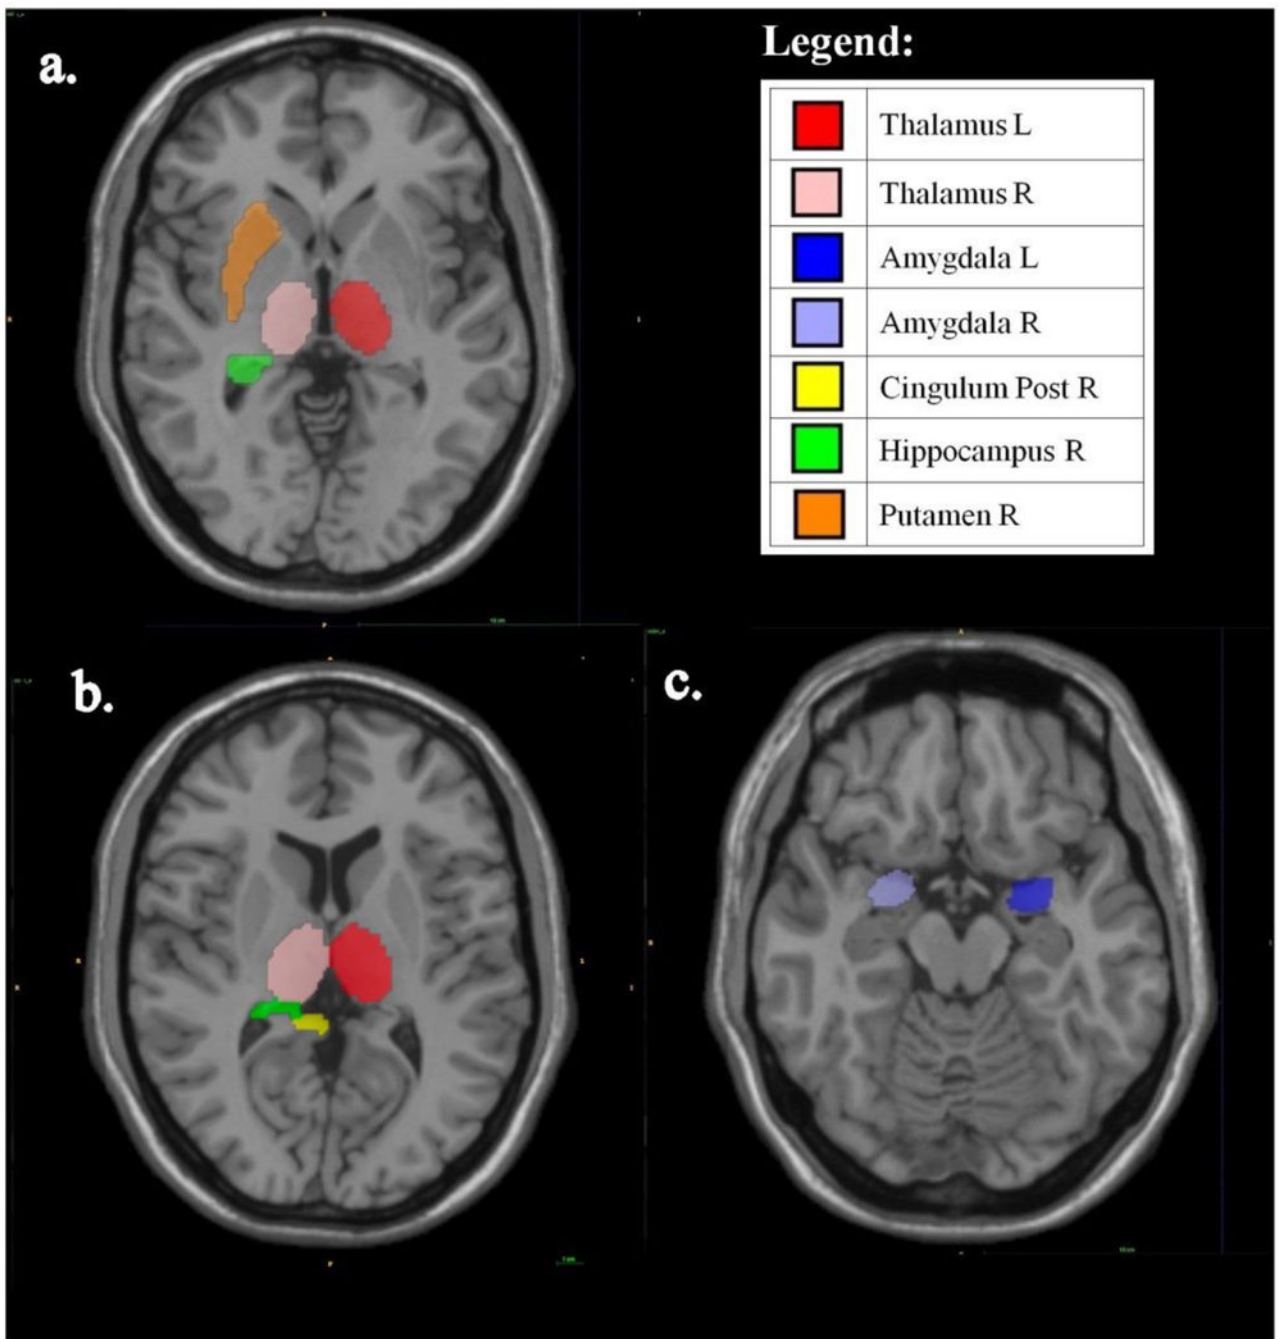 a.
Legend:
Thalamus L
Thalamus R
Amygdala L
Amygdala R
Cingulum Post R
Hippocampus R
Putamen R
b.
c.